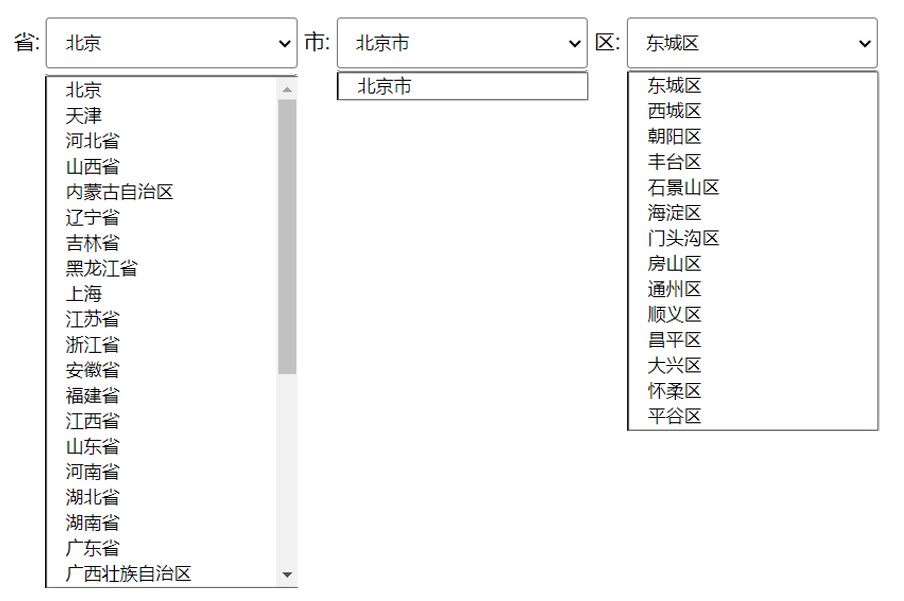 省: 北京 市: 北京市 区: 东城区
北京
天津
河北省
山西省
内蒙古自治区
辽宁省
吉林省
黑龙江省
上海
江苏省
浙江省
安徽省
福建省
江西省
山东省
河南省
湖北省
湖南省
广东省
广西壮族自治区
北京市
东城区
西城区
朝阳区
丰台区
石景山区
海淀区
门头沟区
房山区
通州区
顺义区
昌平区
大兴区
怀柔区
平谷区